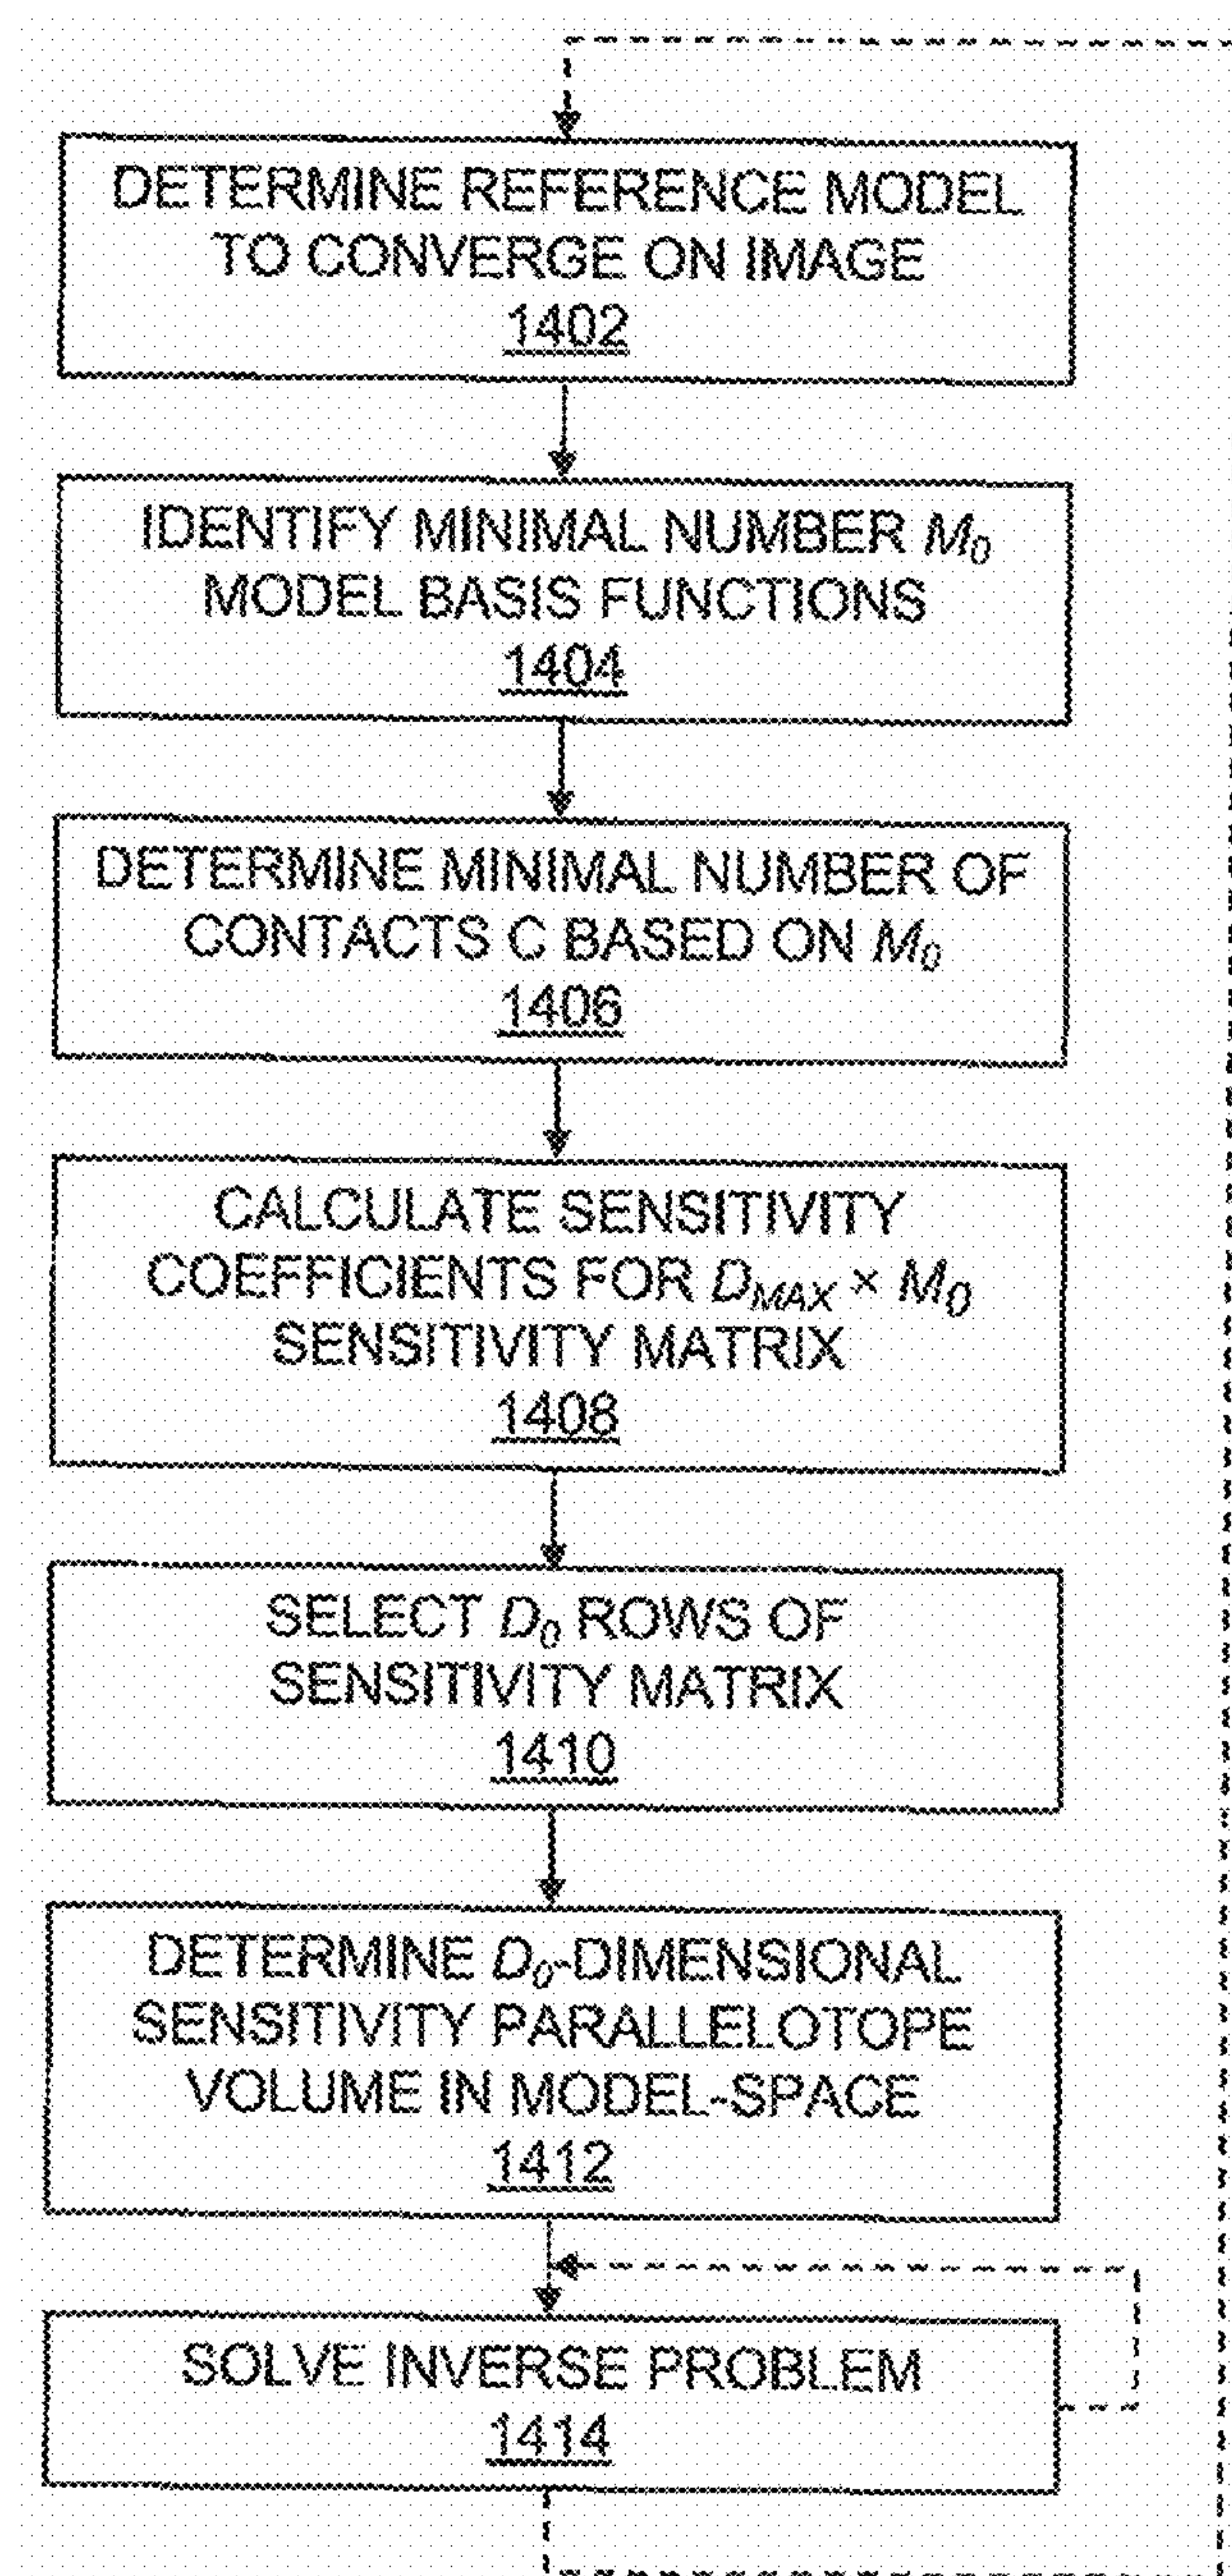 DETERMINE REFERENCE MODEL
TO CONVERGE ON IMAGE
1402
IDENTIFY MINIMAL NUMBER M₀
MODEL BASIS FUNCTIONS
1404
DETERMINE MINIMAL NUMBER OF
CONTACTS C BASED ON M₀
1406
CALCULATE SENSITIVITY
COEFFICIENTS FOR D_MAX × M₀
SENSITIVITY MATRIX
1408
SELECT D₀ ROWS OF
SENSITIVITY MATRIX
1410
DETERMINE D₀-DIMENSIONAL
SENSITIVITY PARALLELOTOPE
VOLUME IN MODEL-SPACE
1412
SOLVE INVERSE PROBLEM
1414